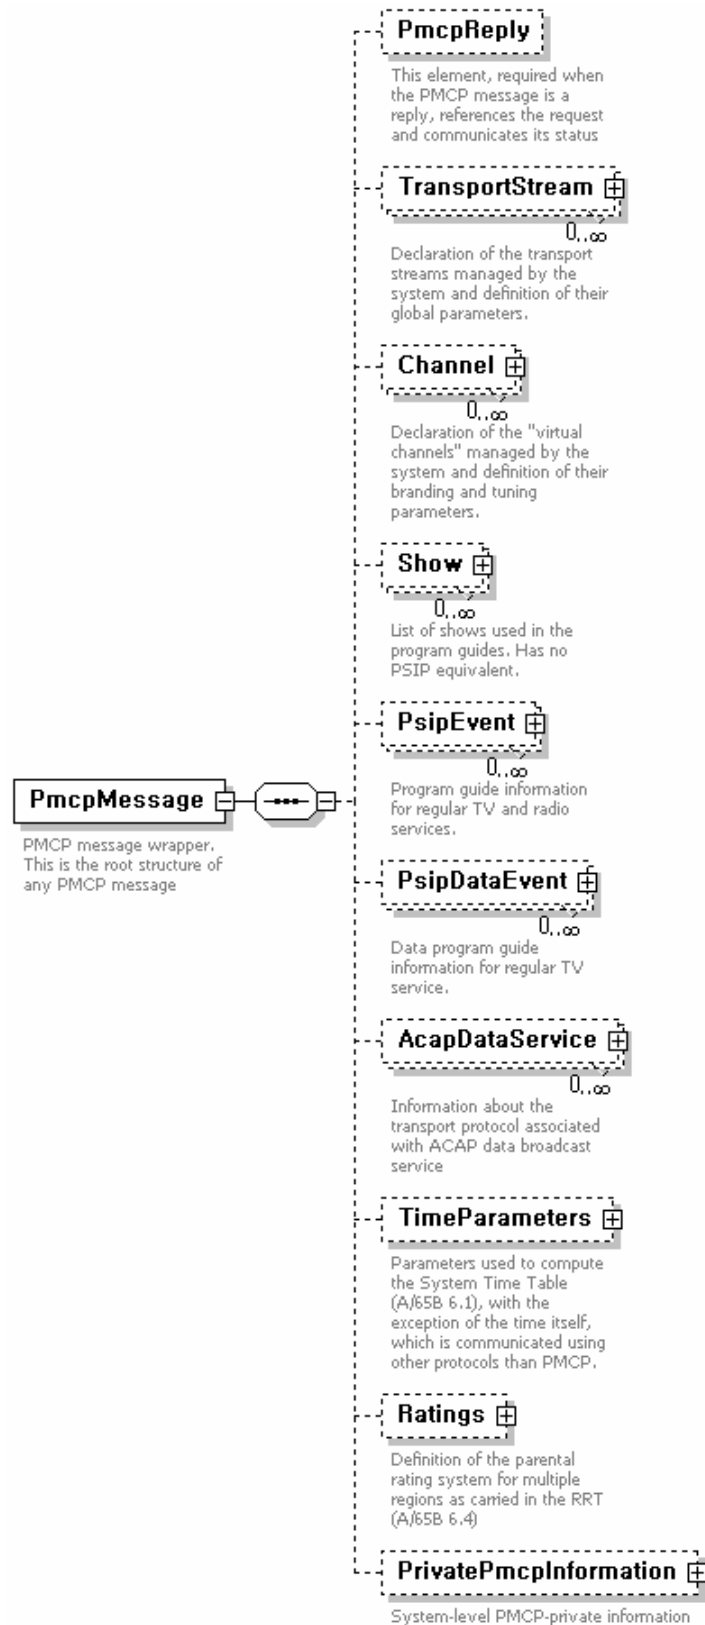 PmcpReply
This element, required when
the PMCP message is a
reply, references the request
and communicates its status
TransportStream
0..∞
Declaration of the transport
streams managed by the
system and definition of their
global parameters.
Channel
0..∞
Declaration of the "virtual
channels" managed by the
system and definition of their
branding and tuning
parameters.
Show
0..∞
List of shows used in the
program guides. Has no
PSIP equivalent.
PsipEvent
0..∞
Program guide information
for regular TV and radio
services.
PmcpMessage
PMCP message wrapper.
This is the root structure of
any PMCP message
PsipDataEvent
0..∞
Data program guide
information for regular TV
service.
AcapDataService
0..∞
Information about the
transport protocol associated
with ACAP data broadcast
service
TimeParameters
Parameters used to compute
the System Time Table
(A/65B 6.1), with the
exception of the time itself,
which is communicated using
other protocols than PMCP.
Ratings
Definition of the parental
rating system for multiple
regions as carried in the RRT
(A/65B 6.4)
PrivatePmcpInformation
System-level PMCP-private information